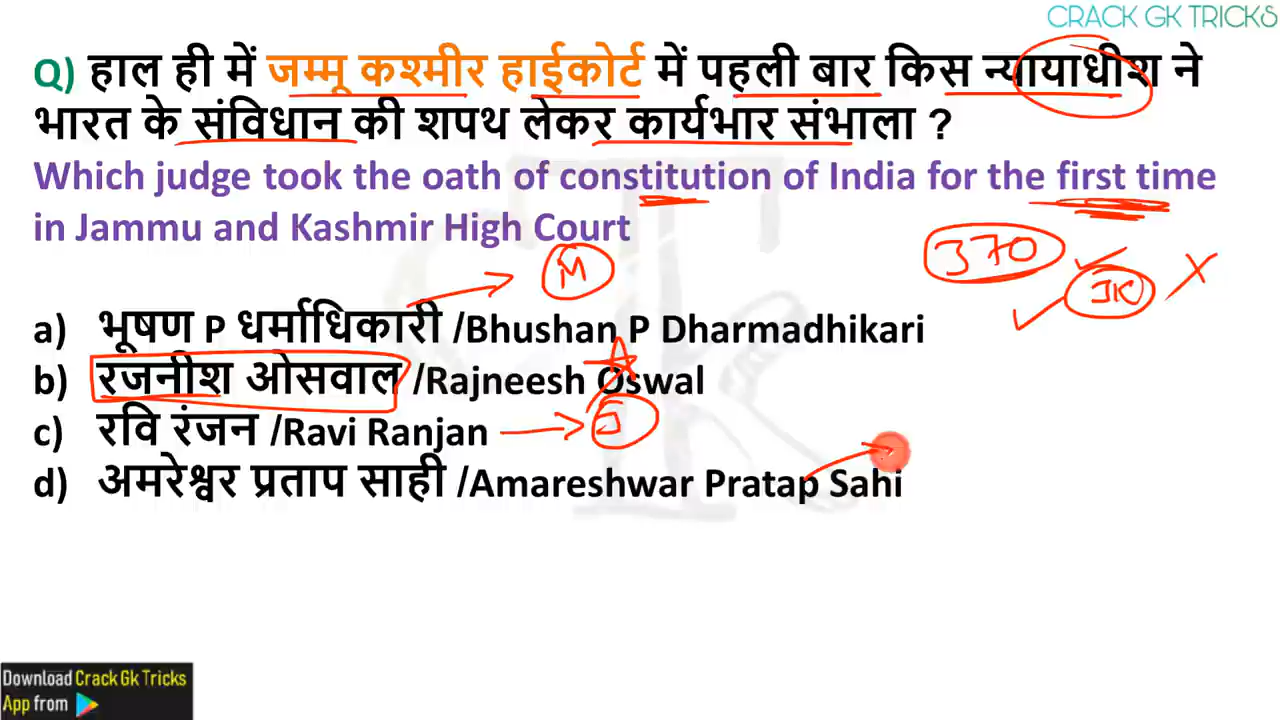 CRACK GK TRICKS
Q) हाल ही में जम्मू कश्मीर हाईकोर्ट में पहली बार किस न्यायाधीश ने
भारत के संविधान की शपथ लेकर कार्यभार संभाला ?
Which judge took the oath of constitution of India for the first time
in Jammu and Kashmir High Court
370
JK
M
a) भूषण P धर्माधिकारी /Bhushan P Dharmadhikari
A
b) रजनीश ओसवाल /Rajneesh Oswal
c) रवि रंजन /Ravi Ranjan
J
d) अमरेश्वर प्रताप साही /Amareshwar Pratap Sahi
Download Crack Gk Tricks
App from